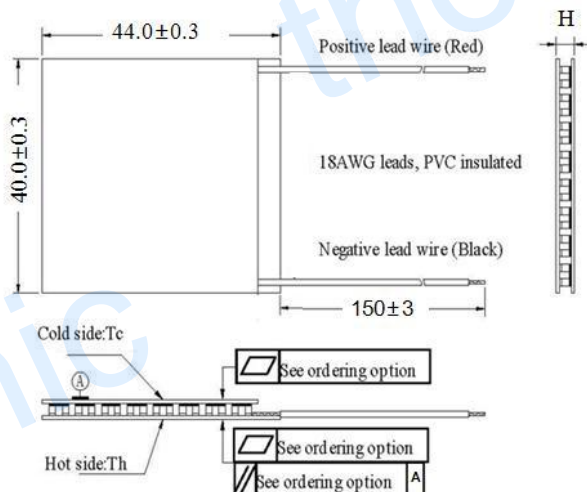 44.0±0.3
H
Positive lead wire (Red)
40.0±0.3
18AWG leads, PVC insulated
Negative lead wire (Black)
150±3
Cold side:Tc
A
See ordering option
See ordering option
Hot side:Th
See ordering option A